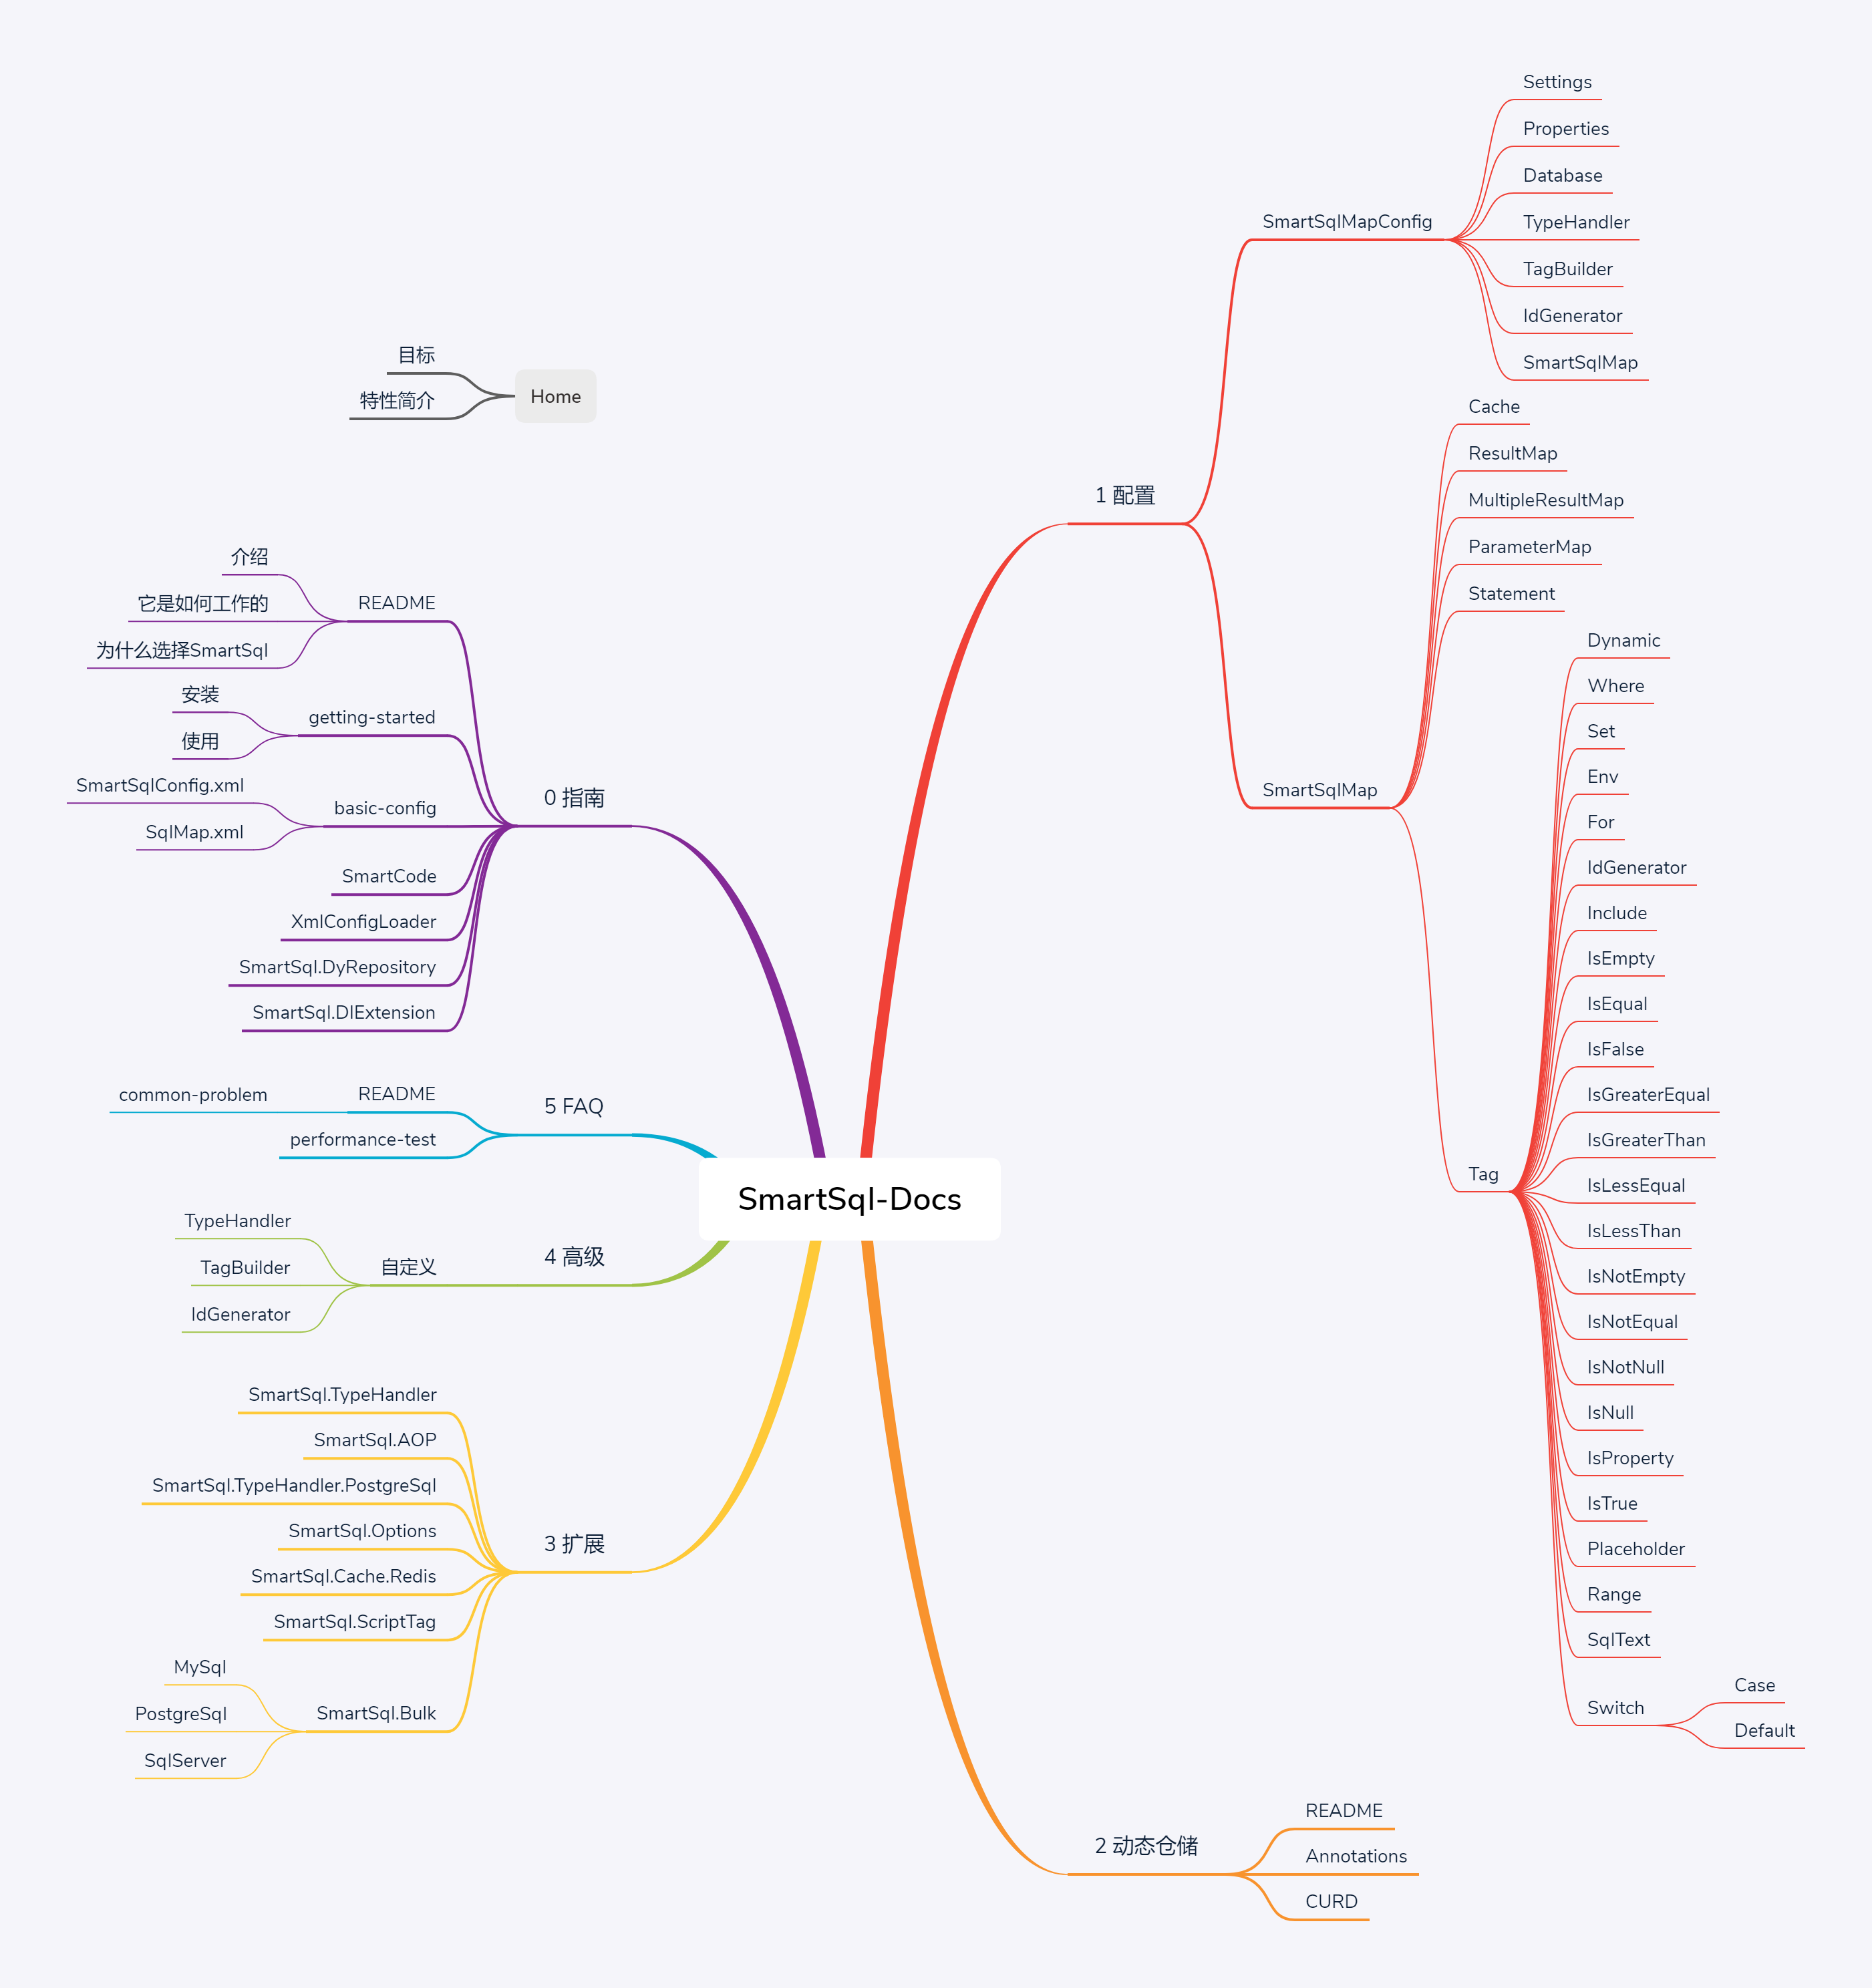 SmartSql-Docs
Home
目标
特性简介
0 指南
README
介绍
它是如何工作的
为什么选择SmartSql
getting-started
安装
使用
basic-config
SmartSqlConfig.xml
SqlMap.xml
SmartCode
XmlConfigLoader
SmartSql.DyRepository
SmartSql.DIExtension
1 配置
SmartSqlMapConfig
Settings
Properties
Database
TypeHandler
TagBuilder
IdGenerator
SmartSqlMap
SmartSqlMap
Cache
ResultMap
MultipleResultMap
ParameterMap
Statement
Tag
Dynamic
Where
Set
Env
For
IdGenerator
Include
IsEmpty
IsEqual
IsFalse
IsGreaterEqual
IsGreaterThan
IsLessEqual
IsLessThan
IsNotEmpty
IsNotEqual
IsNotNull
IsNull
IsProperty
IsTrue
Placeholder
Range
SqlText
Switch
Case
Default
2 动态仓储
README
Annotations
CURD
3 扩展
SmartSql.TypeHandler
SmartSql.AOP
SmartSql.TypeHandler.PostgreSql
SmartSql.Options
SmartSql.Cache.Redis
SmartSql.ScriptTag
SmartSql.Bulk
MySql
PostgreSql
SqlServer
4 高级
自定义
TypeHandler
TagBuilder
IdGenerator
5 FAQ
README
common-problem
performance-test